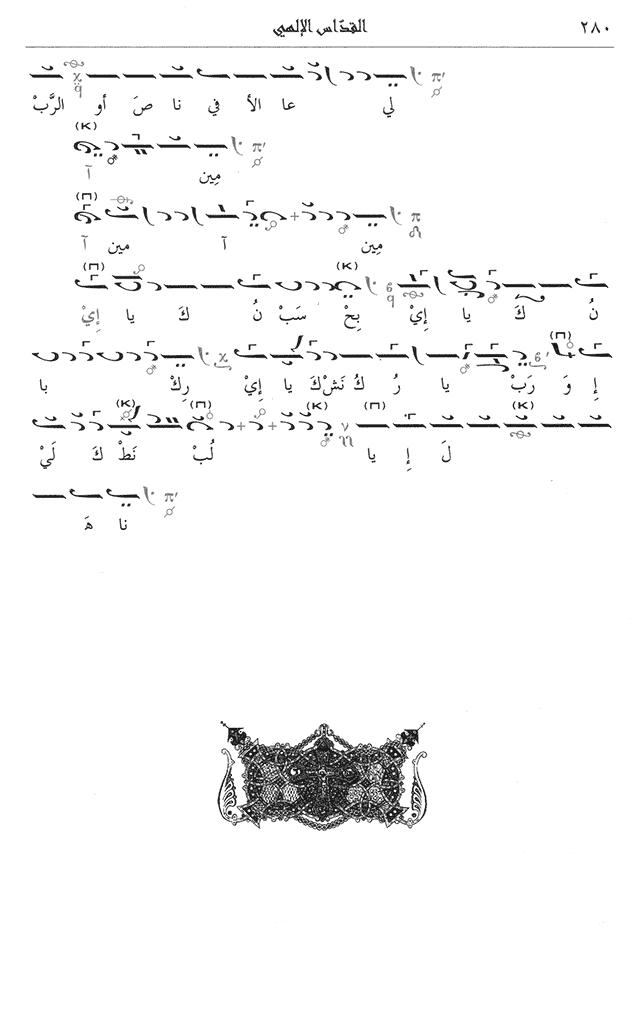 ٢٨٠ القدّاس الإلهي
الرَّبْ أو صَ نا في الأ عا لي
آ مِين
آ مين آ مِين
إيْ يا كَ نُ سَبْ بِحْ إيْ يا كَ نُ
با رِكْ إيْ يا كَ نَشْ كُ رُ يا رَبْ وَ إِ
لَيْ كَ نَطْ لُبْ يا إِ لَ
هَ نا